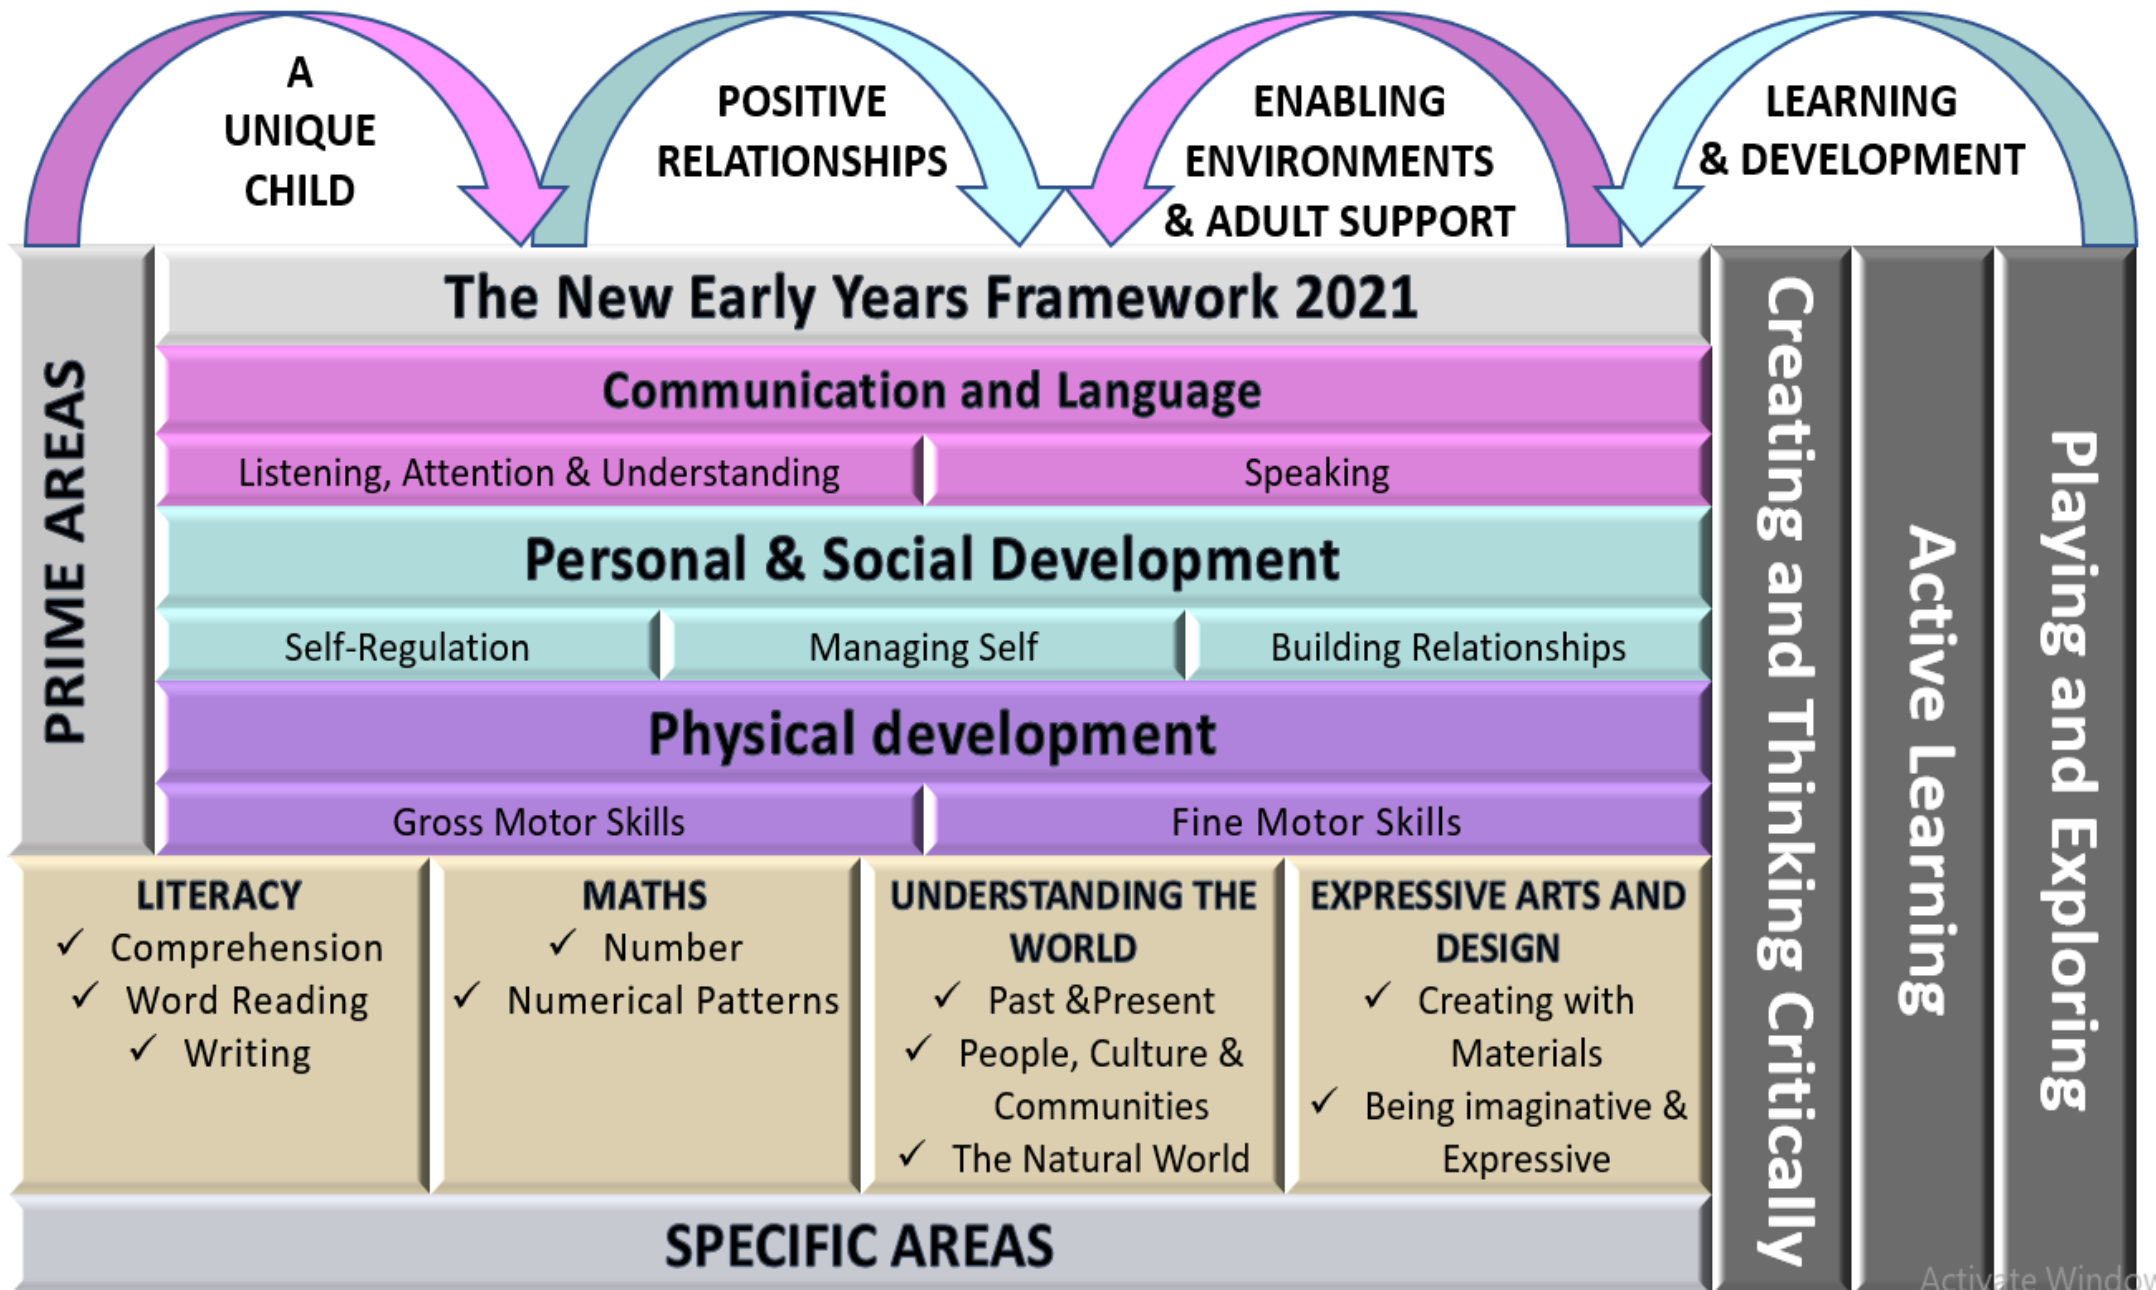 A
UNIQUE
CHILD
POSITIVE
RELATIONSHIPS
ENABLING
ENVIRONMENTS
& ADULT SUPPORT
LEARNING
& DEVELOPMENT
PRIME AREAS
The New Early Years Framework 2021
Communication and Language
Listening, Attention & Understanding
Speaking
Personal & Social Development
Self-Regulation
Managing Self
Building Relationships
Physical development
Gross Motor Skills
Fine Motor Skills
LITERACY
✓ Comprehension
✓ Word Reading
✓ Writing
MATHS
✓ Number
✓ Numerical Patterns
UNDERSTANDING THE
WORLD
✓ Past &Present
✓ People, Culture &
Communities
✓ The Natural World
EXPRESSIVE ARTS AND
DESIGN
✓ Creating with
Materials
✓ Being imaginative &
Expressive
SPECIFIC AREAS
Creating and Thinking Critically
Active Learning
Playing and Exploring
Activate Window